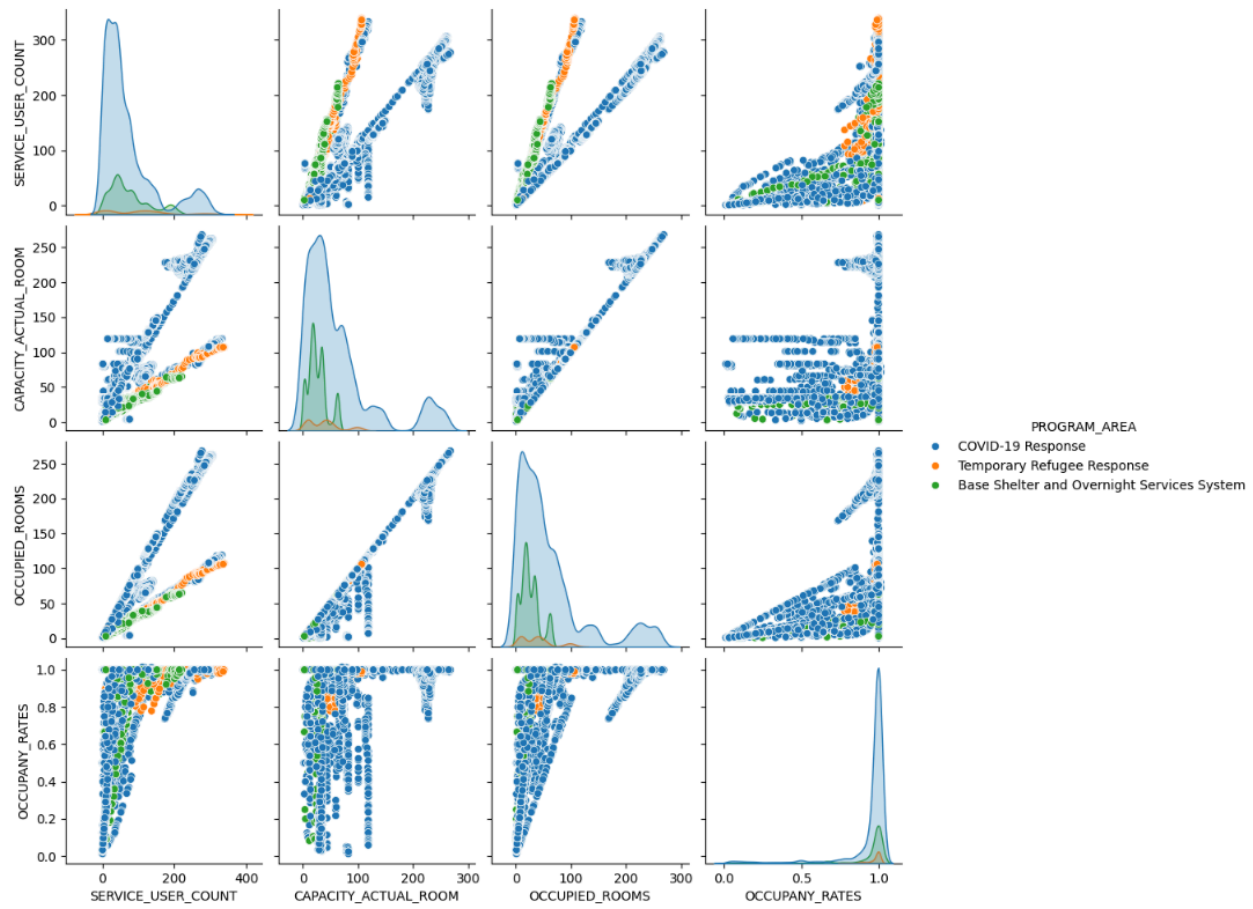 SERVICE_USER_COUNT
300
200
100
0
CAPACITY_ACTUAL_ROOM
250
200
150
100
50
0
OCCUPIED_ROOMS
250
200
150
100
50
0
OCCUPANY_RATES
1.0
0.8
0.6
0.4
0.2
0.0
0 200 400
SERVICE_USER_COUNT
0 100 200 300
CAPACITY_ACTUAL_ROOM
0 100 200 300
OCCUPIED_ROOMS
0.0 0.5 1.0
OCCUPANY_RATES
PROGRAM_AREA
COVID-19 Response
Temporary Refugee Response
Base Shelter and Overnight Services System